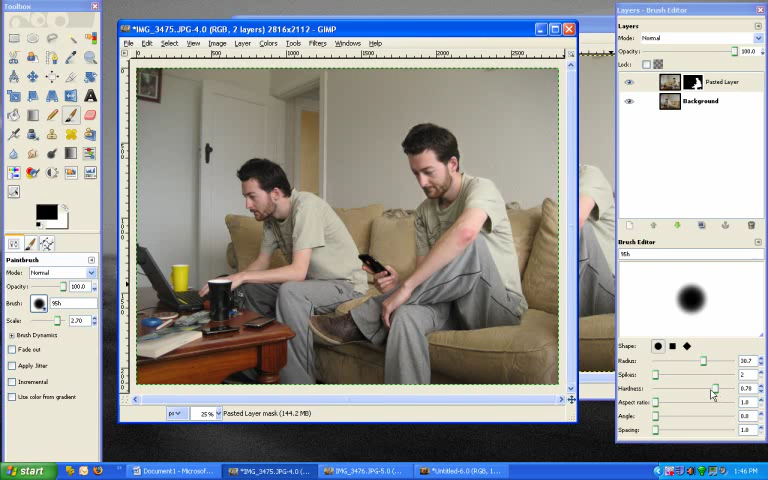 Toolbox
*IMG_3475.JPG-4.0 (RGB, 2 layers) 2816x2112 - GIMP
Layers - Brush Editor
File Edit Select View Image Layer Colors Tools Filters Windows Help
Layers
Mode: Normal
Opacity: 100.0
Lock:
Pasted Layer
Background
Paintbrush
Mode: Normal
Opacity: 100.0
Brush: 95h
Scale: 2.70
Brush Dynamics
Fade out
Apply Jitter
Incremental
Use color from gradient
Brush Editor
95h
Shape:
Radius: 30.7
Spikes: 2
Hardness: 0.78
Aspect ratio: 1.0
Angle: 0.0
Spacing: 1.0
px 25% Pasted Layer mask (144.2 MB)
start
Document1 - Microsof...
*IMG_3475.JPG-4.0 (...
IMG_3476.JPG-5.0 (...
*Untitled-6.0 (RGB, 1...
1:46 PM